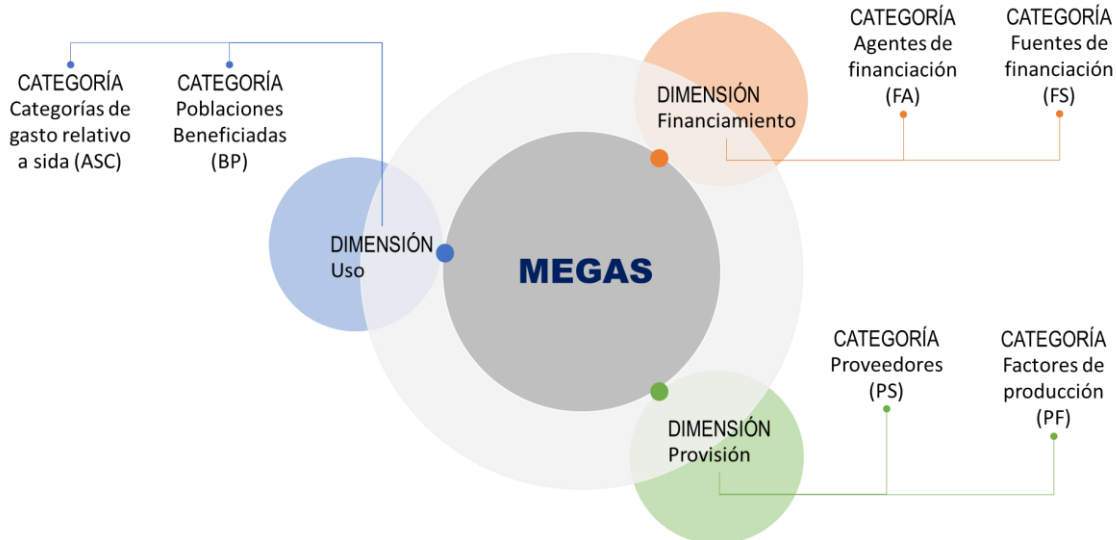 CATEGORÍA
Categorías de
gasto relativo
a sida (ASC)
CATEGORÍA
Poblaciones
Beneficiadas
(BP)
DIMENSIÓN
Uso
MEGAS
DIMENSIÓN
Financiamiento
CATEGORÍA
Agentes de
financiación
(FA)
CATEGORÍA
Fuentes de
financiación
(FS)
DIMENSIÓN
Provisión
CATEGORÍA
Proveedores
(PS)
CATEGORÍA
Factores de
producción
(PF)